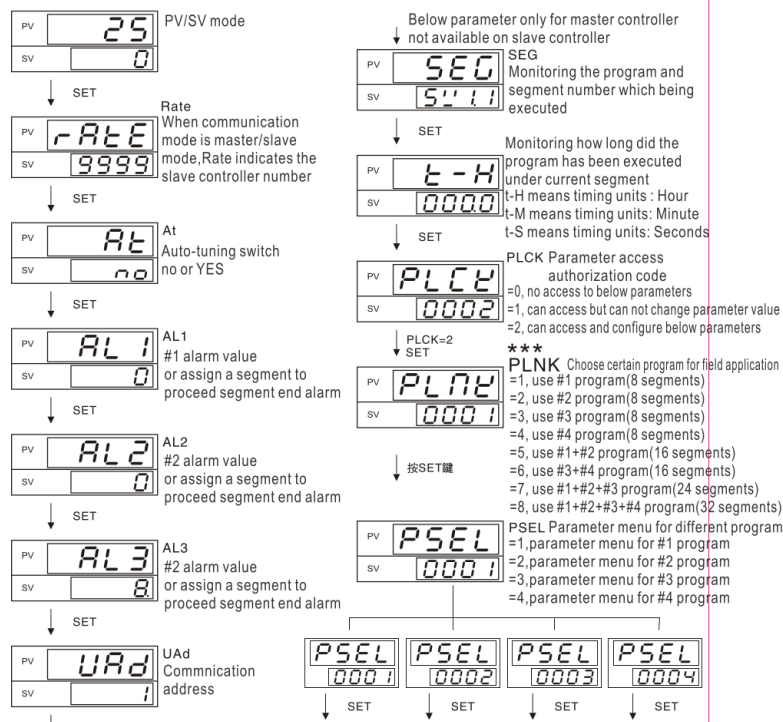 PV
25
PV/SV mode
SV
0
SET
Rate
PV
rAtE
When communication
mode is master/slave
mode,Rate indicates the
slave controller number
SV
9999
SET
PV
At
At
Auto-tuning switch
no or YES
SV
no
SET
PV
AL1
AL1
#1 alarm value
or assign a segment to
proceed segment end alarm
SV
0
SET
PV
AL2
AL2
#2 alarm value
or assign a segment to
proceed segment end alarm
SV
0
SET
PV
AL3
AL3
#2 alarm value
or assign a segment to
proceed segment end alarm
SV
8.
SET
PV
UAd
UAd
Commnication
address
SV
1
Below parameter only for master controller
not available on slave controller
PV
SEG
SEG
Monitoring the program and
segment number which being
executed
SV
SET
Monitoring how long did the
program has been executed
under current segment
t-H means timing units : Hour
t-M means timing units: Minute
t-S means timing units: Seconds
PV
t-H
SV
000.0
SET
PLCK Parameter access
authorization code
=0, no access to below parameters
=1, can access but can not change parameter value
=2, can access and configure below parameters
PV
PLCK
SV
0002
PLCK=2
SET
***
PLNK Choose certain program for field application
=1, use #1 program(8 segments)
=2, use #2 program(8 segments)
=3, use #3 program(8 segments)
=4, use #4 program(8 segments)
=5, use #1+#2 program(16 segments)
=6, use #3+#4 program(16 segments)
=7, use #1+#2+#3 program(24 segments)
=8, use #1+#2+#3+#4 program(32 segments)
PV
PLNK
SV
0001
按SET鍵
PSEL Parameter menu for different program
=1,parameter menu for #1 program
=2,parameter menu for #2 program
=3,parameter menu for #3 program
=4,parameter menu for #4 program
PV
PSEL
SV
0001
PSEL
0001
SET
PSEL
0002
SET
PSEL
0003
SET
PSEL
0004
SET